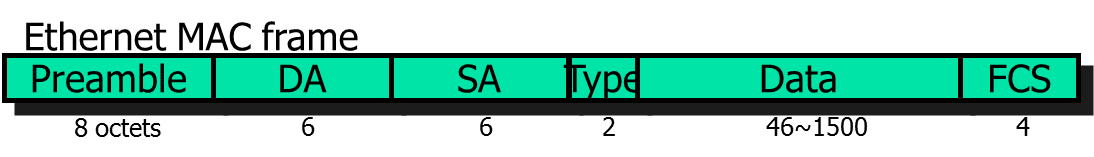 Ethernet MAC frame
Preamble DA SA Type Data FCS
8 octets 6 6 2 46~1500 4